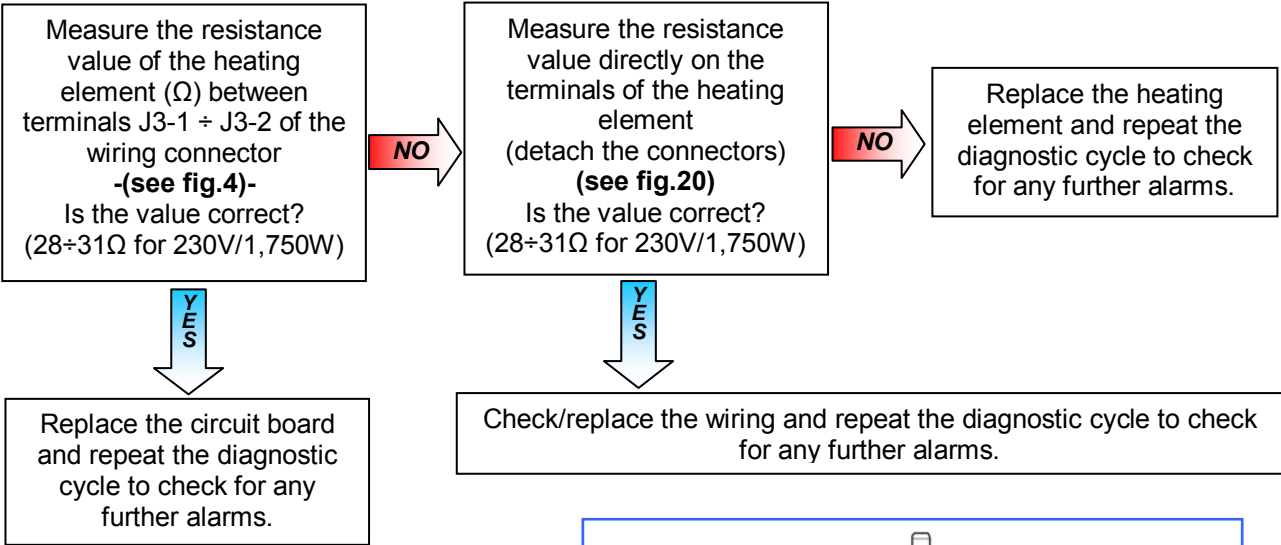 Measure the resistance
value of the heating
element (Ω) between
terminals J3-1 ÷ J3-2 of the
wiring connector
-(see fig.4)-
Is the value correct?
(28÷31Ω for 230V/1,750W)
NO
Measure the resistance
value directly on the
terminals of the heating
element
(detach the connectors)
(see fig.20)
Is the value correct?
(28÷31Ω for 230V/1,750W)
NO
Replace the heating
element and repeat the
diagnostic cycle to check
for any further alarms.
YES
YES
Replace the circuit board
and repeat the diagnostic
cycle to check for any
further alarms.
Check/replace the wiring and repeat the diagnostic cycle to check
for any further alarms.